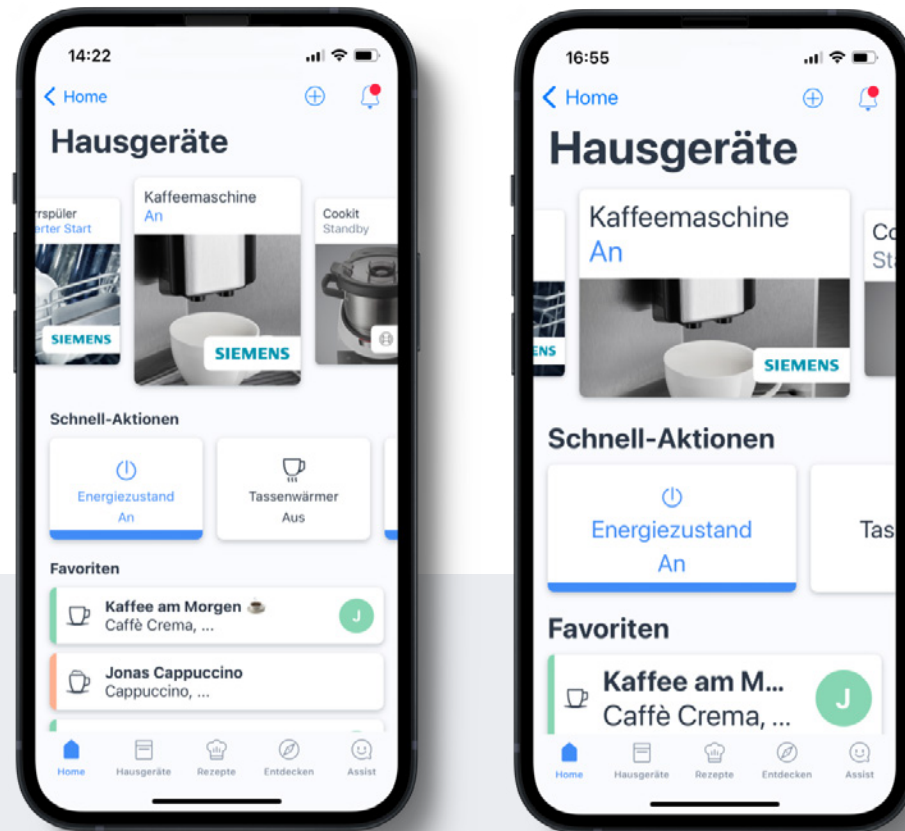 14:22
Home
Hausgeräte
rrspüler
erter Start
SIEMENS
Kaffeemaschine
An
SIEMENS
Cookit
Standby
Schnell-Aktionen
Energiezustand
An
Tassenwärmer
Aus
Favoriten
Kaffee am Morgen ☕
Caffè Crema, ...
J
Jonas Cappuccino
Cappuccino, ...
Home
Hausgeräte
Rezepte
Entdecken
Assist
16:55
Home
Hausgeräte
ENS
Kaffeemaschine
An
SIEMENS
Co
Sta
Schnell-Aktionen
Energiezustand
An
Tas
Favoriten
Kaffee am M...
Caffè Crema, ...
J
Home
Hausgeräte
Rezepte
Entdecken
Assist